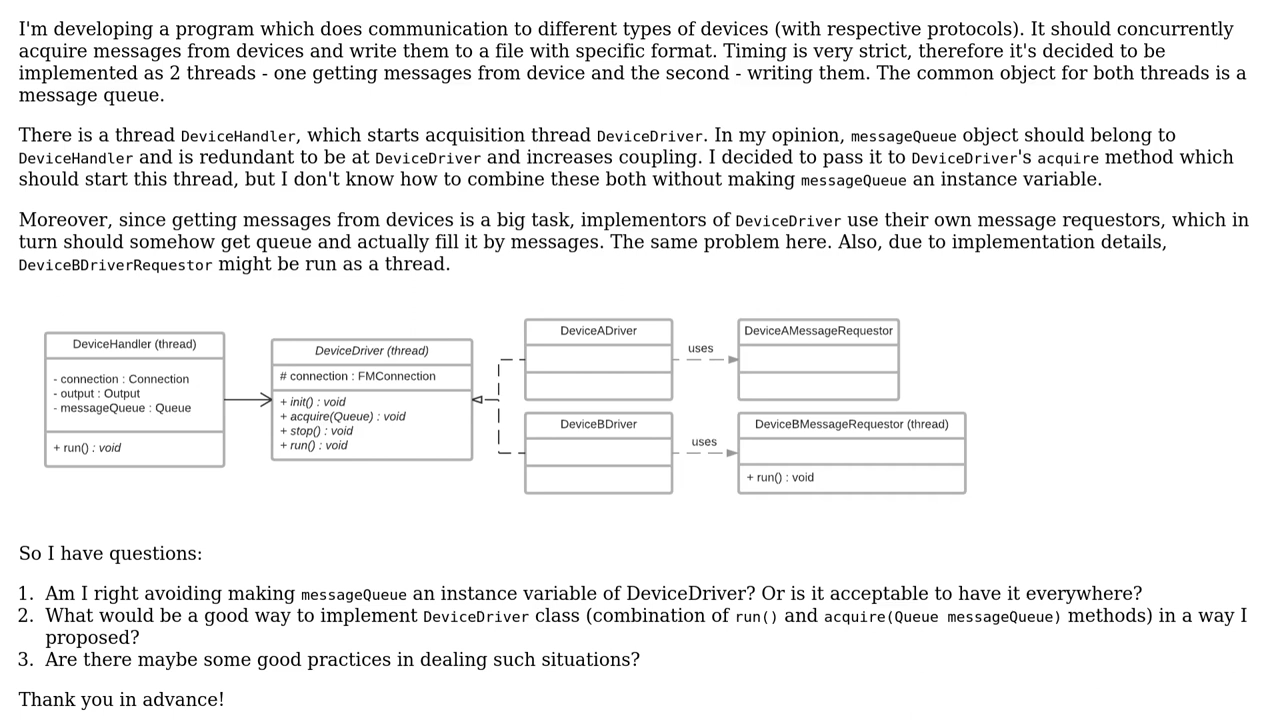 I'm developing a program which does communication to different types of devices (with respective protocols). It should concurrently
acquire messages from devices and write them to a file with specific format. Timing is very strict, therefore it's decided to be
implemented as 2 threads - one getting messages from device and the second - writing them. The common object for both threads is a
message queue.
There is a thread DeviceHandler, which starts acquisition thread DeviceDriver. In my opinion, messageQueue object should belong to
DeviceHandler and is redundant to be at DeviceDriver and increases coupling. I decided to pass it to DeviceDriver's acquire method which
should start this thread, but I don't know how to combine these both without making messageQueue an instance variable.
Moreover, since getting messages from devices is a big task, implementors of DeviceDriver use their own message requestors, which in
turn should somehow get queue and actually fill it by messages. The same problem here. Also, due to implementation details,
DeviceBDriverRequestor might be run as a thread.
DeviceHandler (thread)
- connection : Connection
- output : Output
- messageQueue : Queue
+ run() : void
DeviceDriver (thread)
# connection : FMConnection
+ init() : void
+ acquire(Queue) : void
+ stop() : void
+ run() : void
DeviceADriver
uses
DeviceAMessageRequestor
DeviceBDriver
uses
DeviceBMessageRequestor (thread)
+ run() : void
So I have questions:
1. Am I right avoiding making messageQueue an instance variable of DeviceDriver? Or is it acceptable to have it everywhere?
2. What would be a good way to implement DeviceDriver class (combination of run() and acquire(Queue messageQueue) methods) in a way I
proposed?
3. Are there maybe some good practices in dealing such situations?
Thank you in advance!